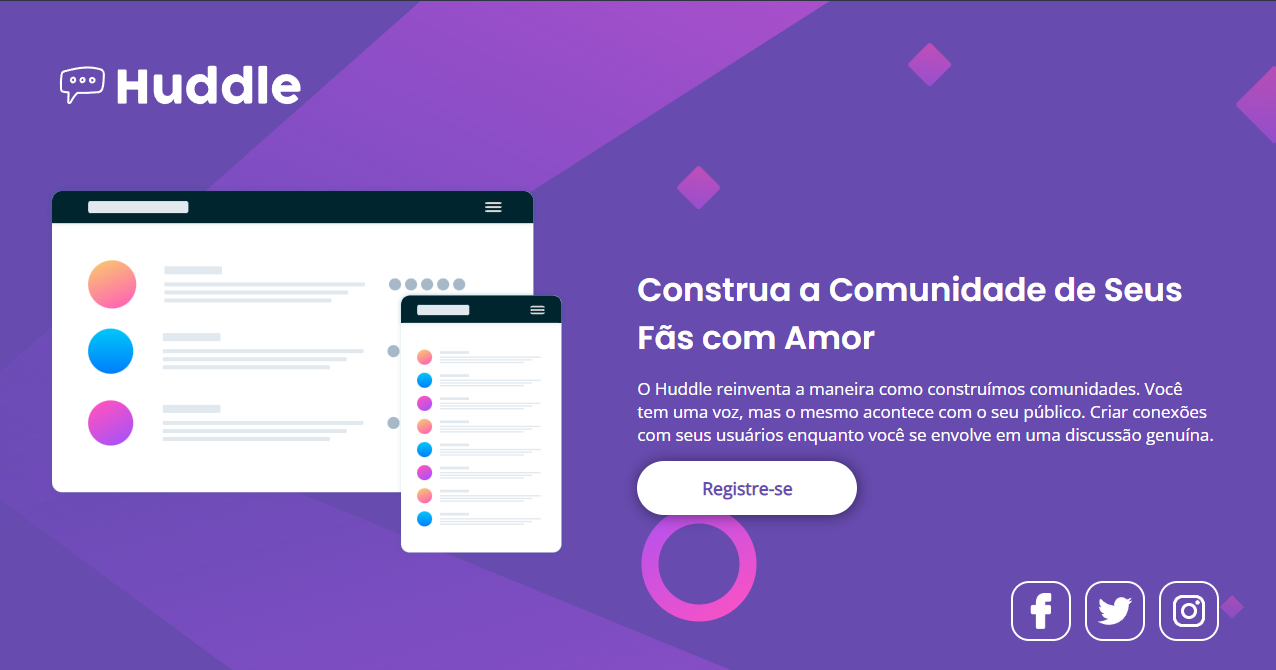 Huddle
Construa a Comunidade de Seus
Fãs com Amor
O Huddle reinventa a maneira como construímos comunidades. Você
tem uma voz, mas o mesmo acontece com o seu público. Criar conexões
com seus usuários enquanto você se envolve em uma discussão genuína.
Registre-se